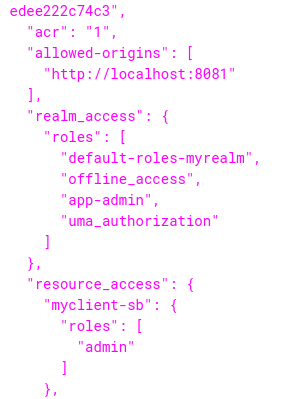 edee222c74c3",
"acr": "1",
"allowed-origins": [
"http://localhost:8081"
],
"realm_access": {
"roles": [
"default-roles-myrealm",
"offline_access",
"app-admin",
"uma_authorization"
]
},
"resource_access": {
"myclient-sb": {
"roles": [
"admin"
]
},